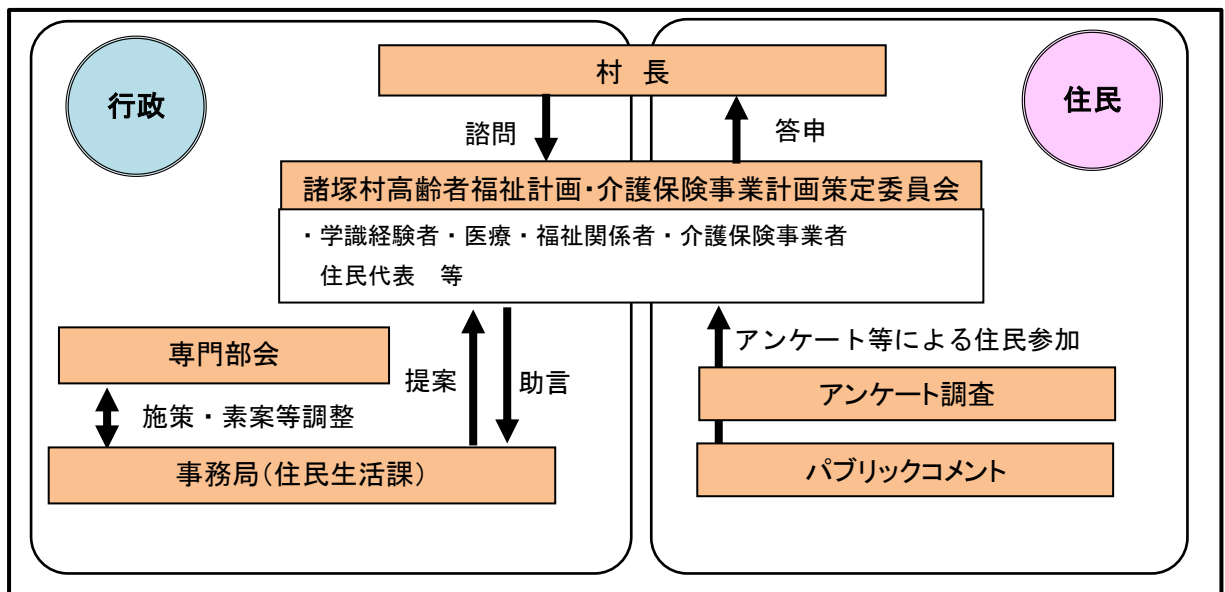 行政
村 長
住民
諮問
答申
諸塚村高齢者福祉計画・介護保険事業計画策定委員会
・学識経験者・医療・福祉関係者・介護保険事業者
住民代表 等
専門部会
提案
助言
アンケート等による住民参加
施策・素案等調整
アンケート調査
事務局(住民生活課)
パブリックコメント